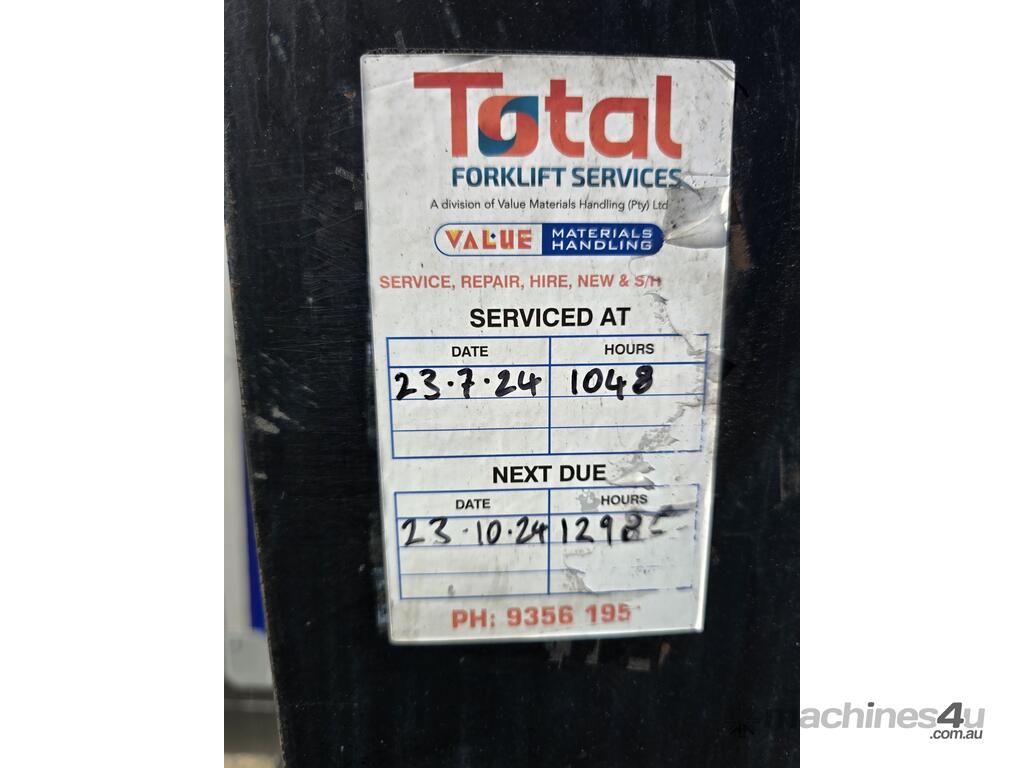 Total
FORKLIFT SERVICES
A division of Value Materials Handling (Pty) Ltd
VALUE MATERIALS HANDLING
SERVICE, REPAIR, HIRE, NEW & S/H
SERVICED AT
DATE HOURS
23.7.24 1048
NEXT DUE
DATE HOURS
23.10.24 1298
PH: 9356 195
machines4u
.com.au